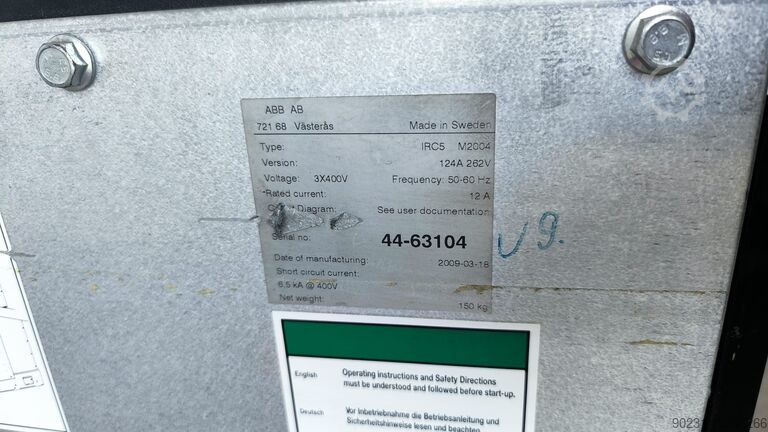 ABB AB
721 68 Västerås Made in Sweden
Type: IRC5 M2004
Version: 124A 262V
Voltage: 3X400V Frequency: 50-60 Hz
Rated current: 12 A
Diagram: See user documentation
Serial no: 44-63104
Date of manufacturing: 2009-03-18
Short circuit current:
6,5 kA @ 400V
Net weight: 150 kg
V 9.
English Operating instructions and Safety Directions
must be understood and followed before start-up.
Deutsch Vor Inbetriebnahme die Betriebsanleitung und
Sicherheitshinweise lesen und beachten